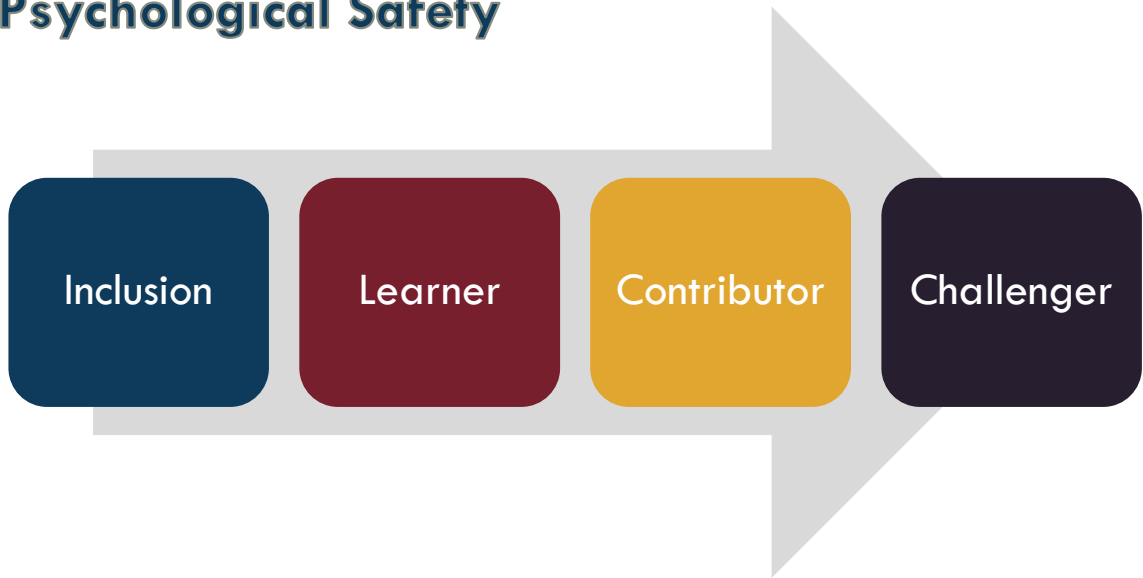 Psychological Safety
Inclusion
Learner
Contributor
Challenger